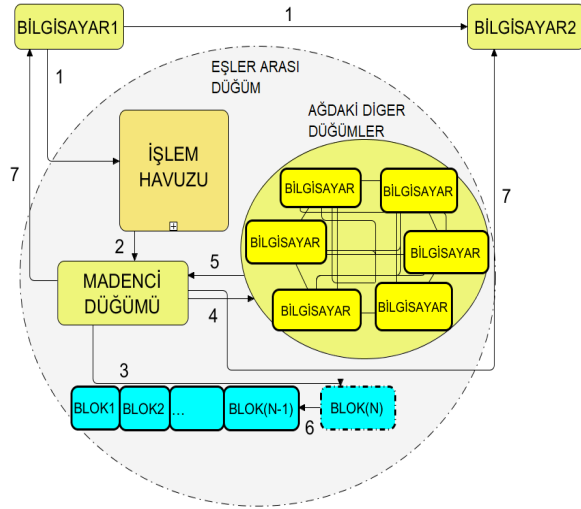 1
BİLGİSAYAR1
BİLGİSAYAR2
EŞLER ARASI
DÜĞÜM
1
AĞDAKİ DİGER
DÜĞÜMLER
İŞLEM
HAVUZU
7
7
BİLGİSAYAR
BİLGİSAYAR
BİLGİSAYAR
BİLGİSAYAR
BİLGİSAYAR
BİLGİSAYAR
2
5
MADENCİ
DÜĞÜMÜ
4
3
BLOK1
BLOK2
...
BLOK(N-1)
BLOK(N)
6